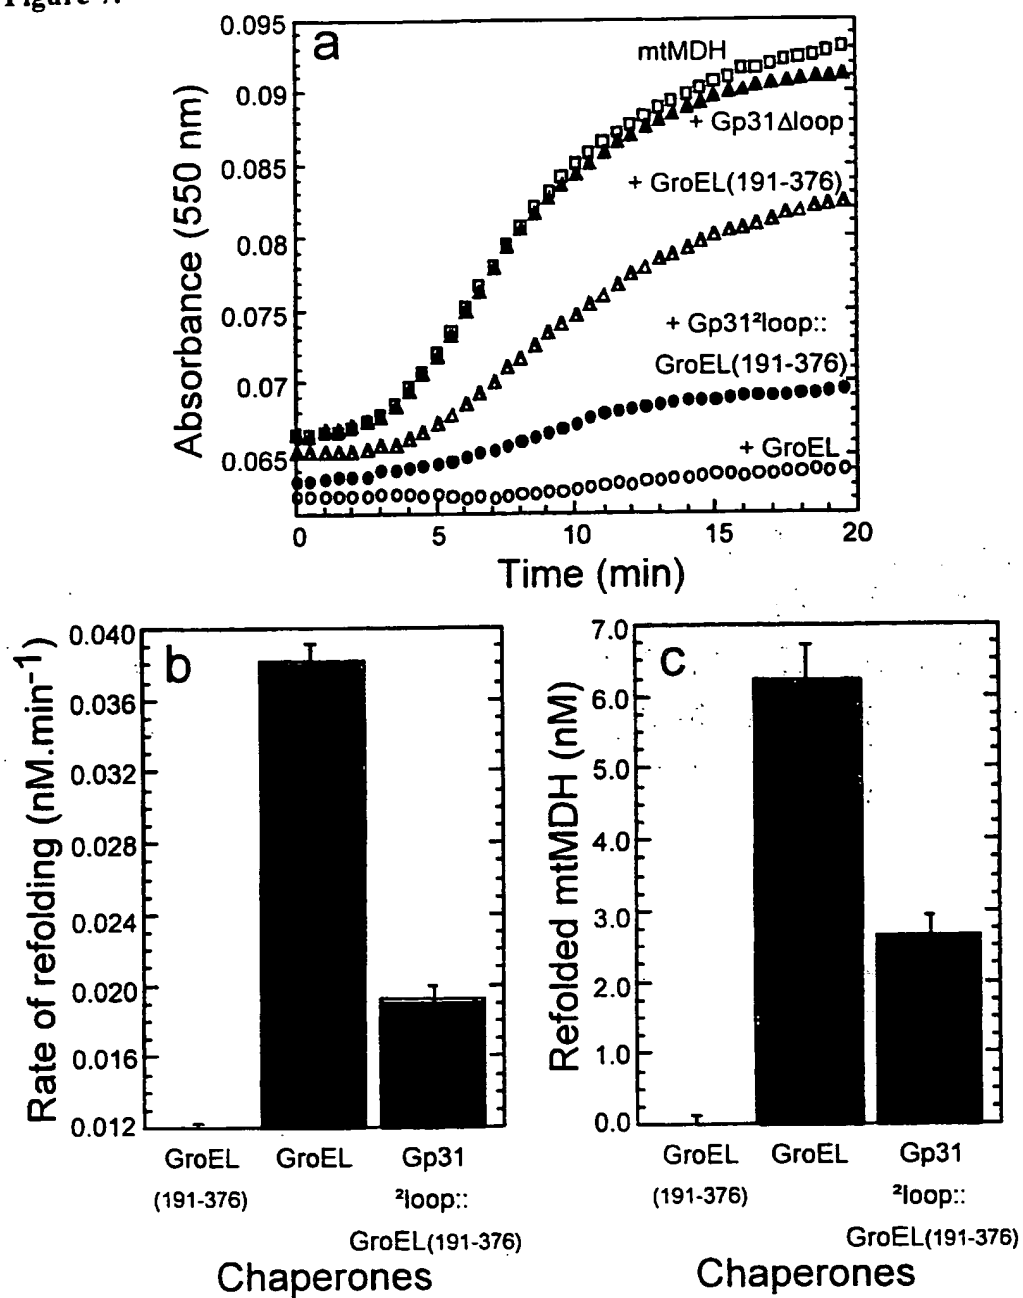 Figure 7.
a
Absorbance (550 nm)
0.095
0.09
0.085
0.08
0.075
0.07
0.065
mtMDH
+ Gp31Δloop
+ GroEL(191-376)
+ Gp31²loop::
GroEL(191-376)
+ GroEL
0 5 10 15 20
Time (min)
b
Rate of refolding (nM.min⁻¹)
0.040
0.036
0.032
0.028
0.024
0.020
0.016
0.012
GroEL GroEL Gp31
(191-376) ²loop::
GroEL(191-376)
Chaperones
c
Refolded mtMDH (nM)
7.0
6.0
5.0
4.0
3.0
2.0
1.0
0.0
GroEL GroEL Gp31
(191-376) ²loop::
GroEL(191-376)
Chaperones